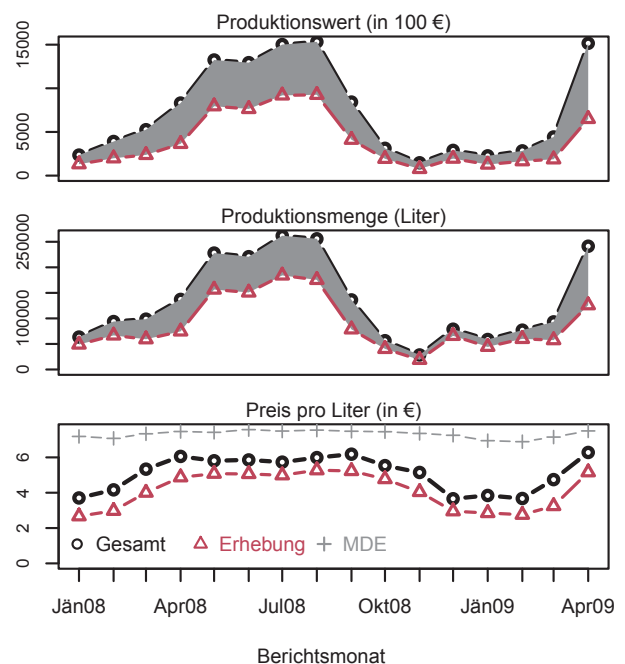 Produktionswert (in 100 €)
15000
5000
0
Produktionsmenge (Liter)
250000
100000
0
Preis pro Liter (in €)
6
4
2
0
Gesamt Erhebung MDE
Jän08 Apr08 Jul08 Okt08 Jän09 Apr09
Berichtsmonat